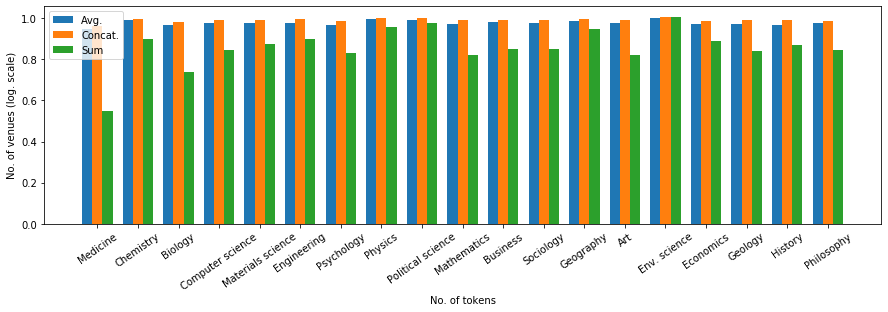 1.0
0.8
0.6
0.4
0.2
0.0
No. of venues (log. scale)
Avg.
Concat.
Sum
Medicine
Chemistry
Biology
Computer science
Materials science
Engineering
Psychology
Physics
Political science
Mathematics
Business
Sociology
Geography
Art
Env. science
Economics
Geology
History
Philosophy
No. of tokens